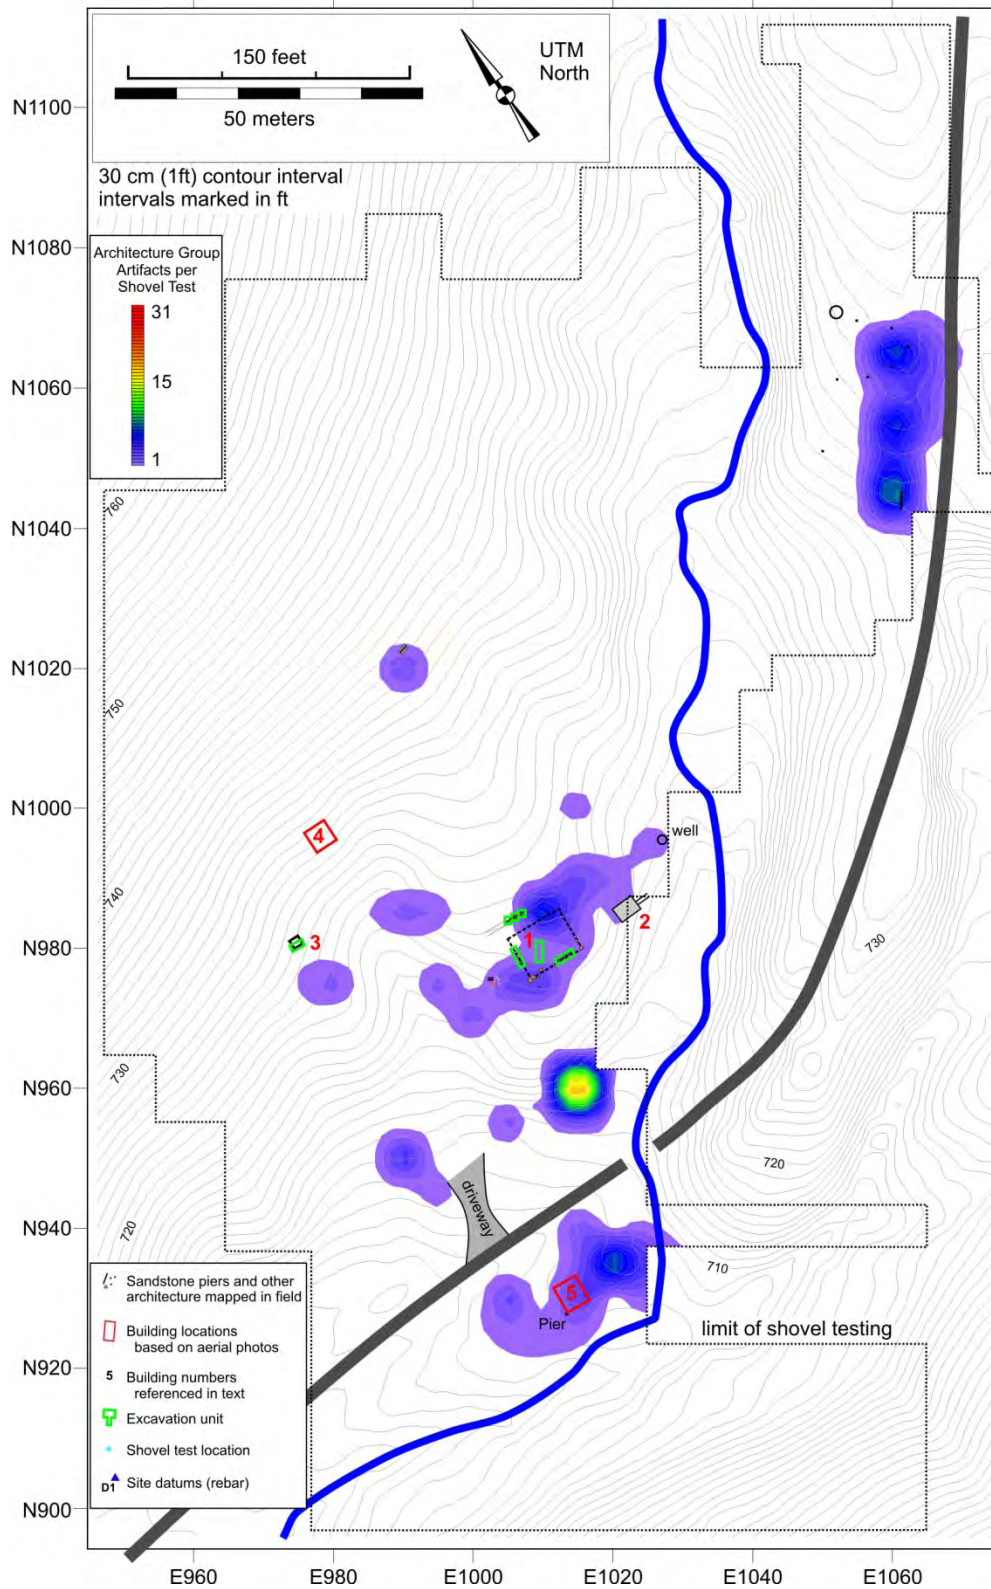 150 feet
50 meters
UTM
North
30 cm (1ft) contour interval
intervals marked in ft
Architecture Group
Artifacts per
Shovel Test
31
15
1
N1100
N1080
N1060
N1040
N1020
N1000
N980
N960
N940
N920
N900
760
750
740
730
720
730
720
710
4
3
1
2
well
driveway
5
Pier
limit of shovel testing
Sandstone piers and other
architecture mapped in field
Building locations
based on aerial photos
5 Building numbers
referenced in text
Excavation unit
Shovel test location
D1 Site datums (rebar)
E960
E980
E1000
E1020
E1040
E1060